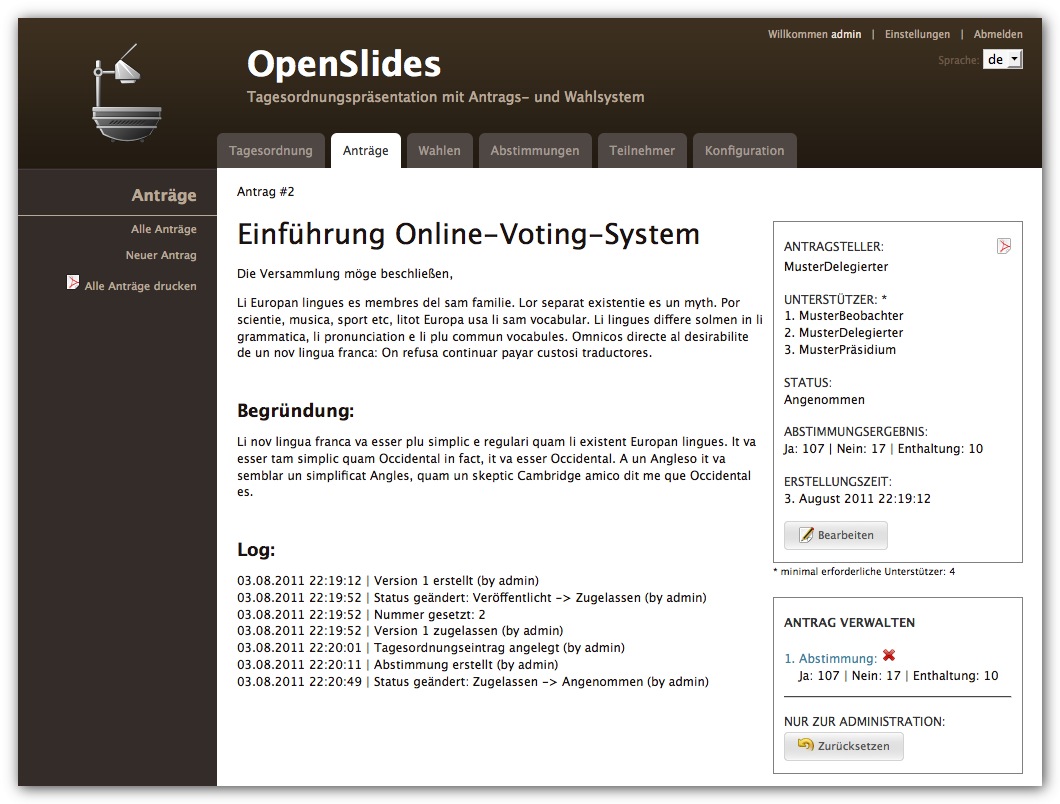 Willkommen admin | Einstellungen | Abmelden
Sprache: de
OpenSlides
Tagesordnungspräsentation mit Antrags- und Wahlsystem
Tagesordnung Anträge Wahlen Abstimmungen Teilnehmer Konfiguration
Anträge
Alle Anträge
Neuer Antrag
Alle Anträge drucken
Antrag #2
Einführung Online-Voting-System
Die Versammlung möge beschließen,
Li Europan lingues es membres del sam familie. Lor separat existentie es un myth. Por
scientie, musica, sport etc, litot Europa usa li sam vocabular. Li lingues differe solmen in li
grammatica, li pronunciation e li plu commun vocabules. Omnicos directe al desirabilite
de un nov lingua franca: On refusa continuar payar custosi traductores.
Begründung:
Li nov lingua franca va esser plu simplic e regulari quam li existent Europan lingues. It va
esser tam simplic quam Occidental in fact, it va esser Occidental. A un Angleso it va
semblar un simplificat Angles, quam un skeptic Cambridge amico dit me que Occidental
es.
Log:
03.08.2011 22:19:12 | Version 1 erstellt (by admin)
03.08.2011 22:19:52 | Status geändert: Veröffentlicht -> Zugelassen (by admin)
03.08.2011 22:19:52 | Nummer gesetzt: 2
03.08.2011 22:19:52 | Version 1 zugelassen (by admin)
03.08.2011 22:20:01 | Tagesordnungseintrag angelegt (by admin)
03.08.2011 22:20:11 | Abstimmung erstellt (by admin)
03.08.2011 22:20:49 | Status geändert: Zugelassen -> Angenommen (by admin)
ANTRAGSTELLER:
MusterDelegierter
UNTERSTÜTZER: *
1. MusterBeobachter
2. MusterDelegierter
3. MusterPräsidium
STATUS:
Angenommen
ABSTIMMUNGSERGEBNIS:
Ja: 107 | Nein: 17 | Enthaltung: 10
ERSTELLUNGSZEIT:
3. August 2011 22:19:12
Bearbeiten
* minimal erforderliche Unterstützer: 4
ANTRAG VERWALTEN
1. Abstimmung:
Ja: 107 | Nein: 17 | Enthaltung: 10
NUR ZUR ADMINISTRATION:
Zurücksetzen